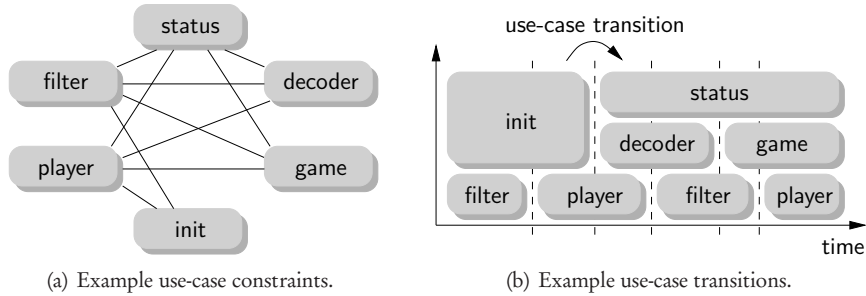 status
filter
decoder
player
game
init
(a) Example use-case constraints.
use-case transition
status
init
decoder
game
filter
player
filter
player
time
(b) Example use-case transitions.